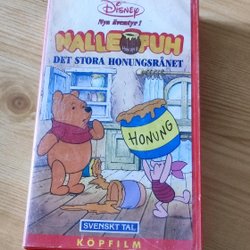 Disney
Nya Äventyr!
NALLE PUH
DET STORA HONUNGSRÅNET
HONUNG
SVENSKT TAL
KÖPFILM